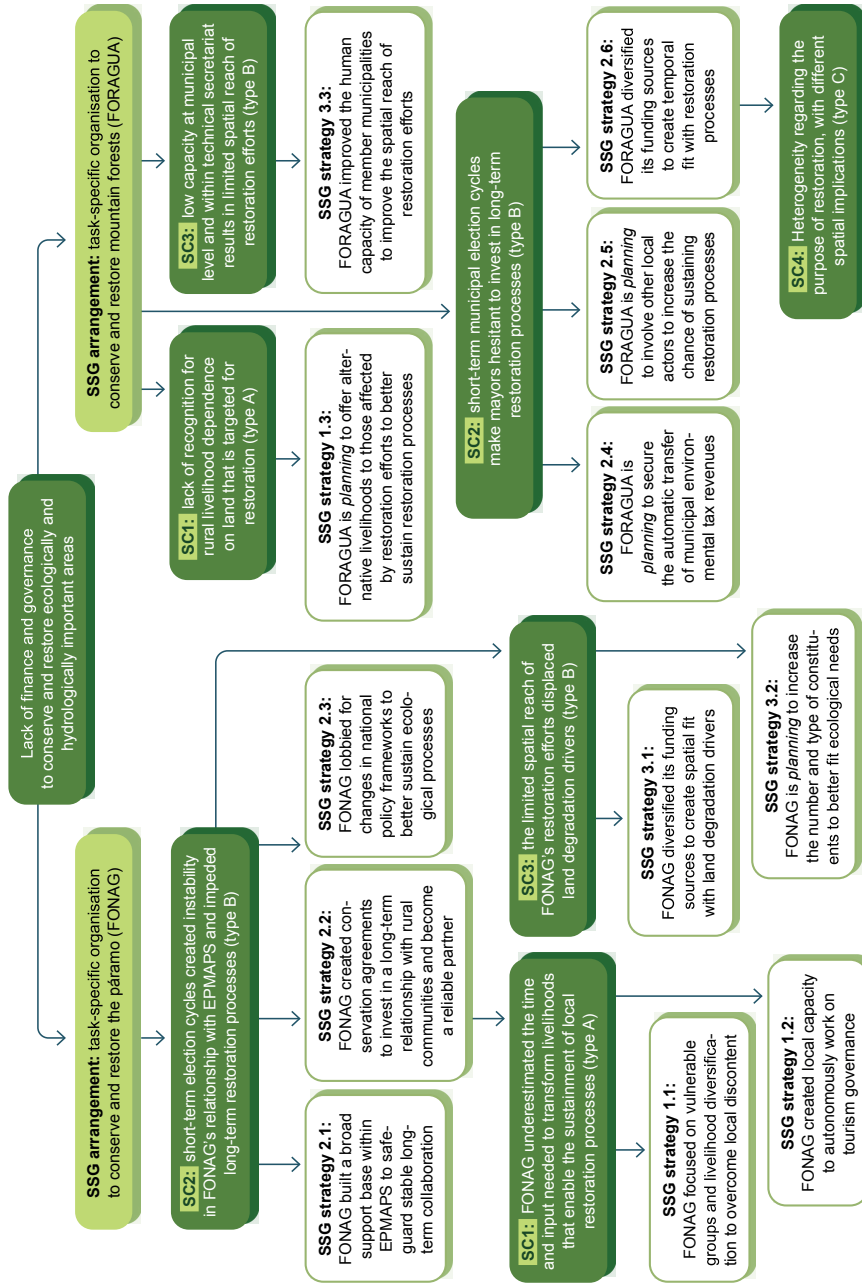 Lack of finance and governance
to conserve and restore ecologically and
hydrologically important areas
SSG arrangement: task-specific organisation
to conserve and restore the páramo (FONAG)
SC2: short-term election cycles created instability
in FONAG's relationship with EPMAPS and impeded
long-term restoration processes (type B)
SSG strategy 2.1:
FONAG built a broad
support base within
EPMAPS to safe-
guard stable long-
term collaboration
SSG strategy 2.2:
FONAG created con-
servation agreements
to invest in a long-term
relationship with rural
communities and become
a reliable partner
SSG strategy 2.3:
FONAG lobbied for
changes in national
policy frameworks to
better sustain ecolo-
gical processes
SC1: FONAG underestimated the time
and input needed to transform livelihoods
that enable the sustainment of local
restoration processes (type A)
SSG strategy 1.1:
FONAG focused on vulnerable
groups and livelihood diversifica-
tion to overcome local discontent
SSG strategy 1.2:
FONAG created local capacity
to autonomously work on
tourism governance
SC3: the limited spatial reach of
FONAG's restoration efforts displaced
land degradation drivers (type B)
SSG strategy 3.1:
FONAG diversified its funding
sources to create spatial fit
with land degradation drivers
SSG strategy 3.2:
FONAG is planning to increase
the number and type of constitu-
ents to better fit ecological needs
SSG arrangement: task-specific organisation to
conserve and restore mountain forests (FORAGUA)
SC1: lack of recognition for
rural livelihood dependence
on land that is targeted for
restoration (type A)
SSG strategy 1.3:
FORAGUA is planning to offer alter-
native livelihoods to those affected
by restoration efforts to better
sustain restoration processes
SC3: low capacity at municipal
level and within technical secretariat
results in limited spatial reach of
restoration efforts (type B)
SSG strategy 3.3:
FORAGUA improved the human
capacity of member municipalities
to improve the spatial reach of
restoration efforts
SC2: short-term municipal election cycles
make mayors hesitant to invest in long-term
restoration processes (type B)
SSG strategy 2.4:
FORAGUA is
planning to secure
the automatic transfer
of municipal environ-
mental tax revenues
SSG strategy 2.5:
FORAGUA is planning
to involve other local
actors to increase the
chance of sustaining
restoration processes
SSG strategy 2.6:
FORAGUA diversified
its funding sources
to create temporal
fit with restoration
processes
SC4: Heterogeneity regarding the
purpose of restoration, with different
spatial implications (type C)